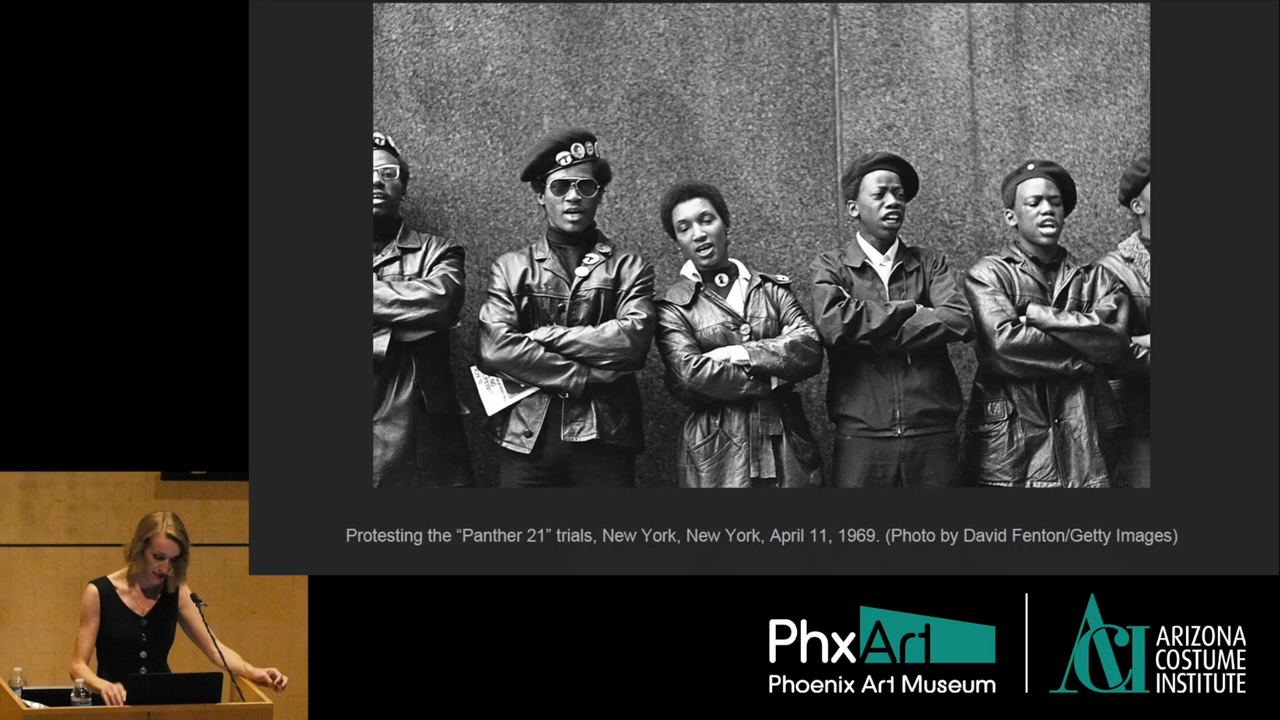 Protesting the “Panther 21” trials, New York, New York, April 11, 1969. (Photo by David Fenton/Getty Images)
PhxArt
Phoenix Art Museum
ACI
ARIZONA
COSTUME
INSTITUTE